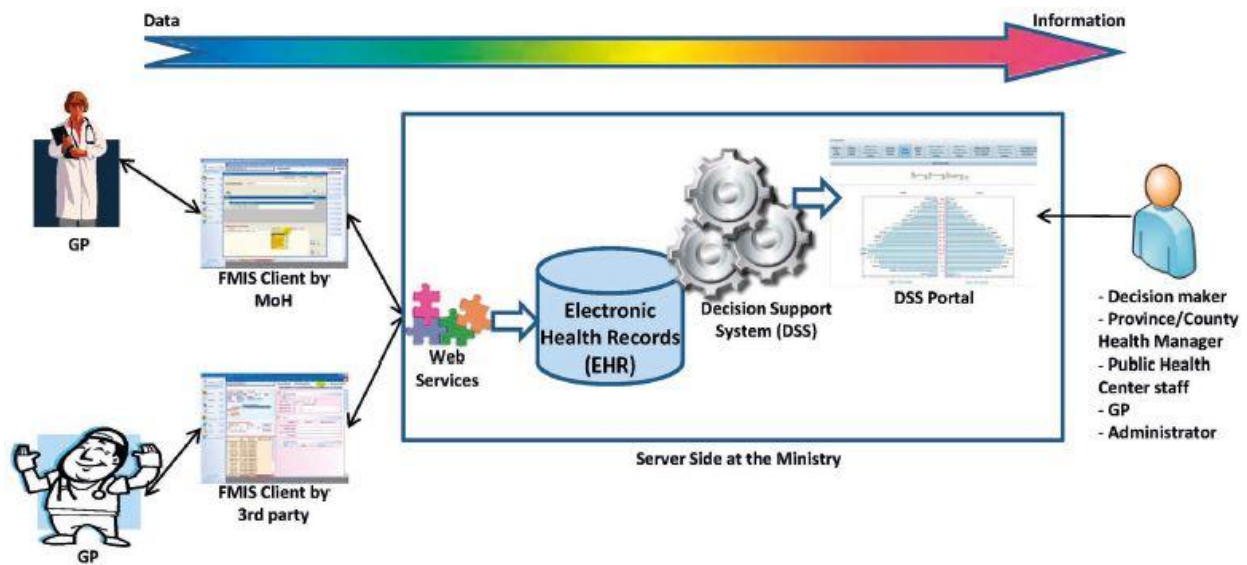 Data
Information
GP
FMIS Client by
MoH
GP
FMIS Client by
3rd party
Web
Services
Electronic
Health Records
(EHR)
Decision Support
System (DSS)
DSS Portal
Server Side at the Ministry
- Decision maker
- Province/County
Health Manager
- Public Health
Center staff
- GP
- Administrator